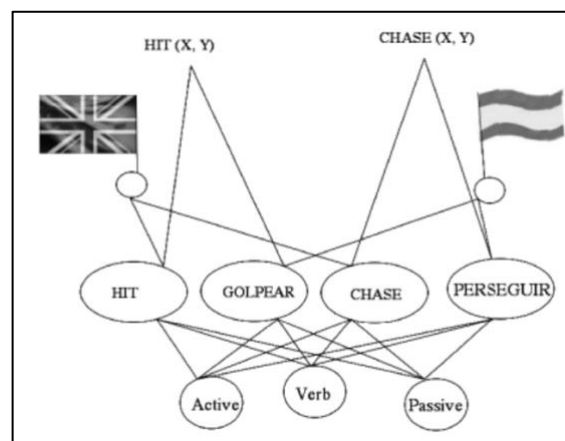 HIT (X, Y) CHASE (X, Y)
HIT GOLPEAR CHASE PERSEGUIR
Active Verb Passive